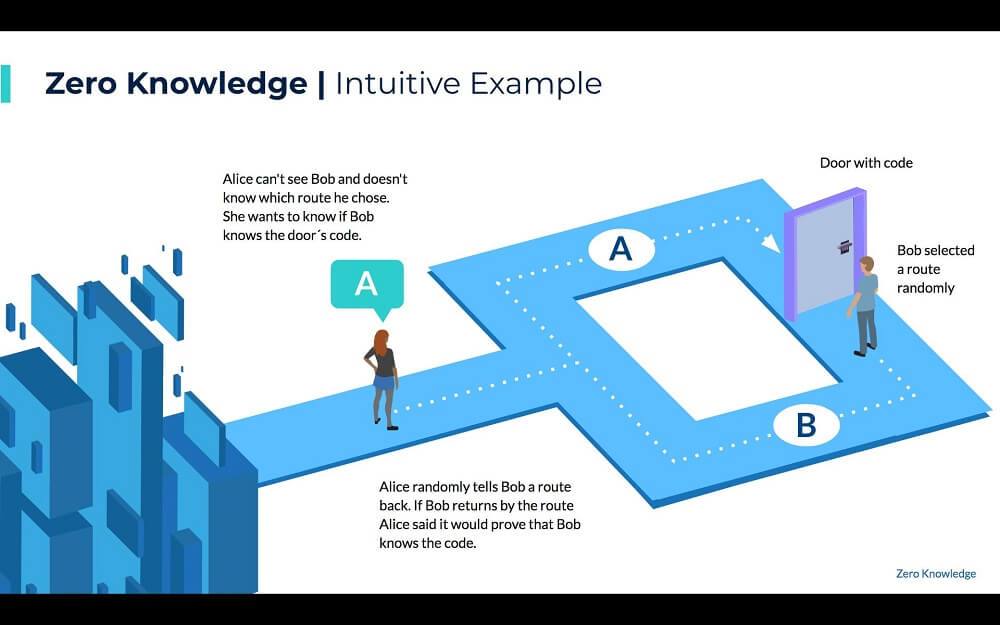 Zero Knowledge | Intuitive Example
Door with code
Alice can't see Bob and doesn't
know which route he chose.
She wants to know if Bob
knows the door´s code.
A
A
Bob selected
a route
randomly
B
Alice randomly tells Bob a route
back. If Bob returns by the route
Alice said it would prove that Bob
knows the code.
Zero Knowledge